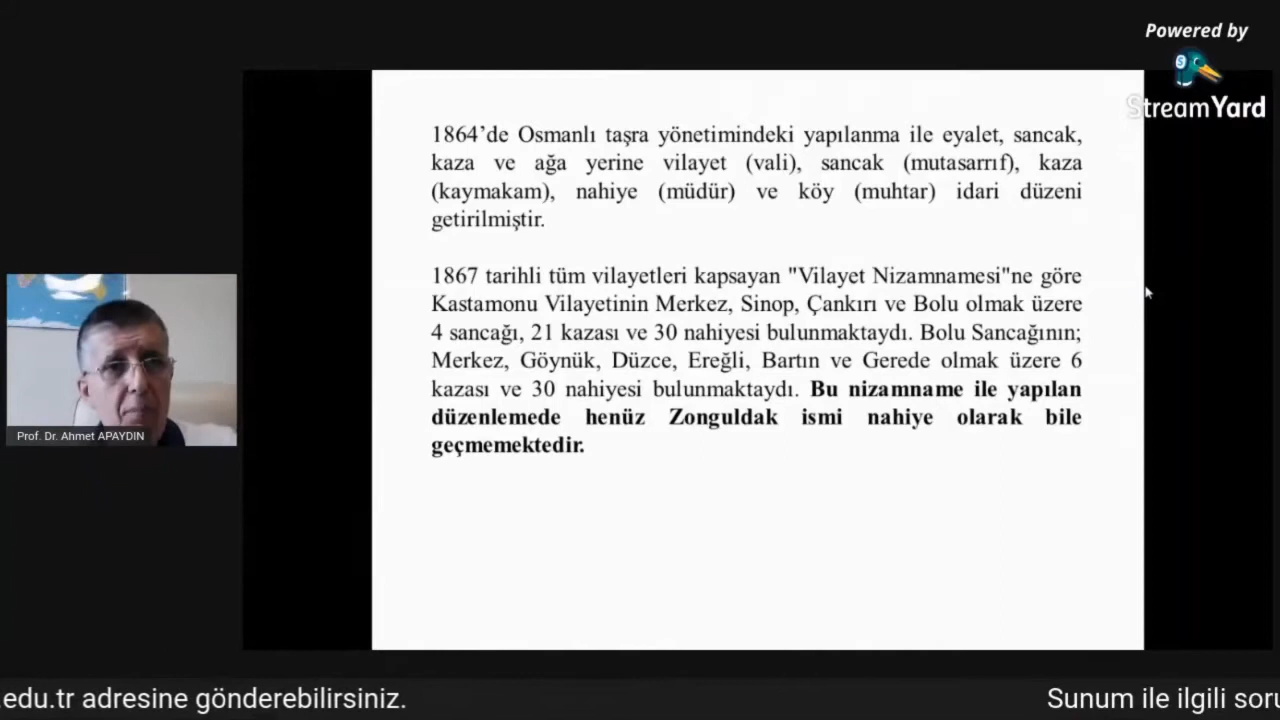 Powered by
StreamYard
1864’de Osmanlı taşra yönetimindeki yapılanma ile eyalet, sancak,
kaza ve ağa yerine vilayet (vali), sancak (mutasarrıf), kaza
(kaymakam), nahiye (müdür) ve köy (muhtar) idari düzeni
getirilmiştir.
1867 tarihli tüm vilayetleri kapsayan "Vilayet Nizamnamesi"ne göre
Kastamonu Vilayetinin Merkez, Sinop, Çankırı ve Bolu olmak üzere
4 sancağı, 21 kazası ve 30 nahiyesi bulunmaktaydı. Bolu Sancağının;
Merkez, Göynük, Düzce, Ereğli, Bartın ve Gerede olmak üzere 6
kazası ve 30 nahiyesi bulunmaktaydı. Bu nizamname ile yapılan
düzenlemede henüz Zonguldak ismi nahiye olarak bile
geçmemektedir.
Prof. Dr. Ahmet APAYDIN
.edu.tr adresine gönderebilirsiniz.
Sunum ile ilgili soru